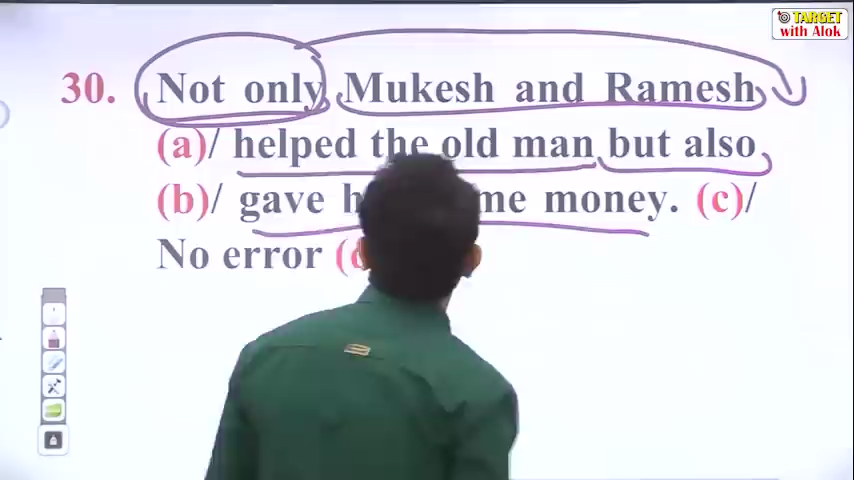 TARGET
with Alok
30. Not only Mukesh and Ramesh
(a)/ helped the old man but also
(b)/ gave money. (c)/
No error